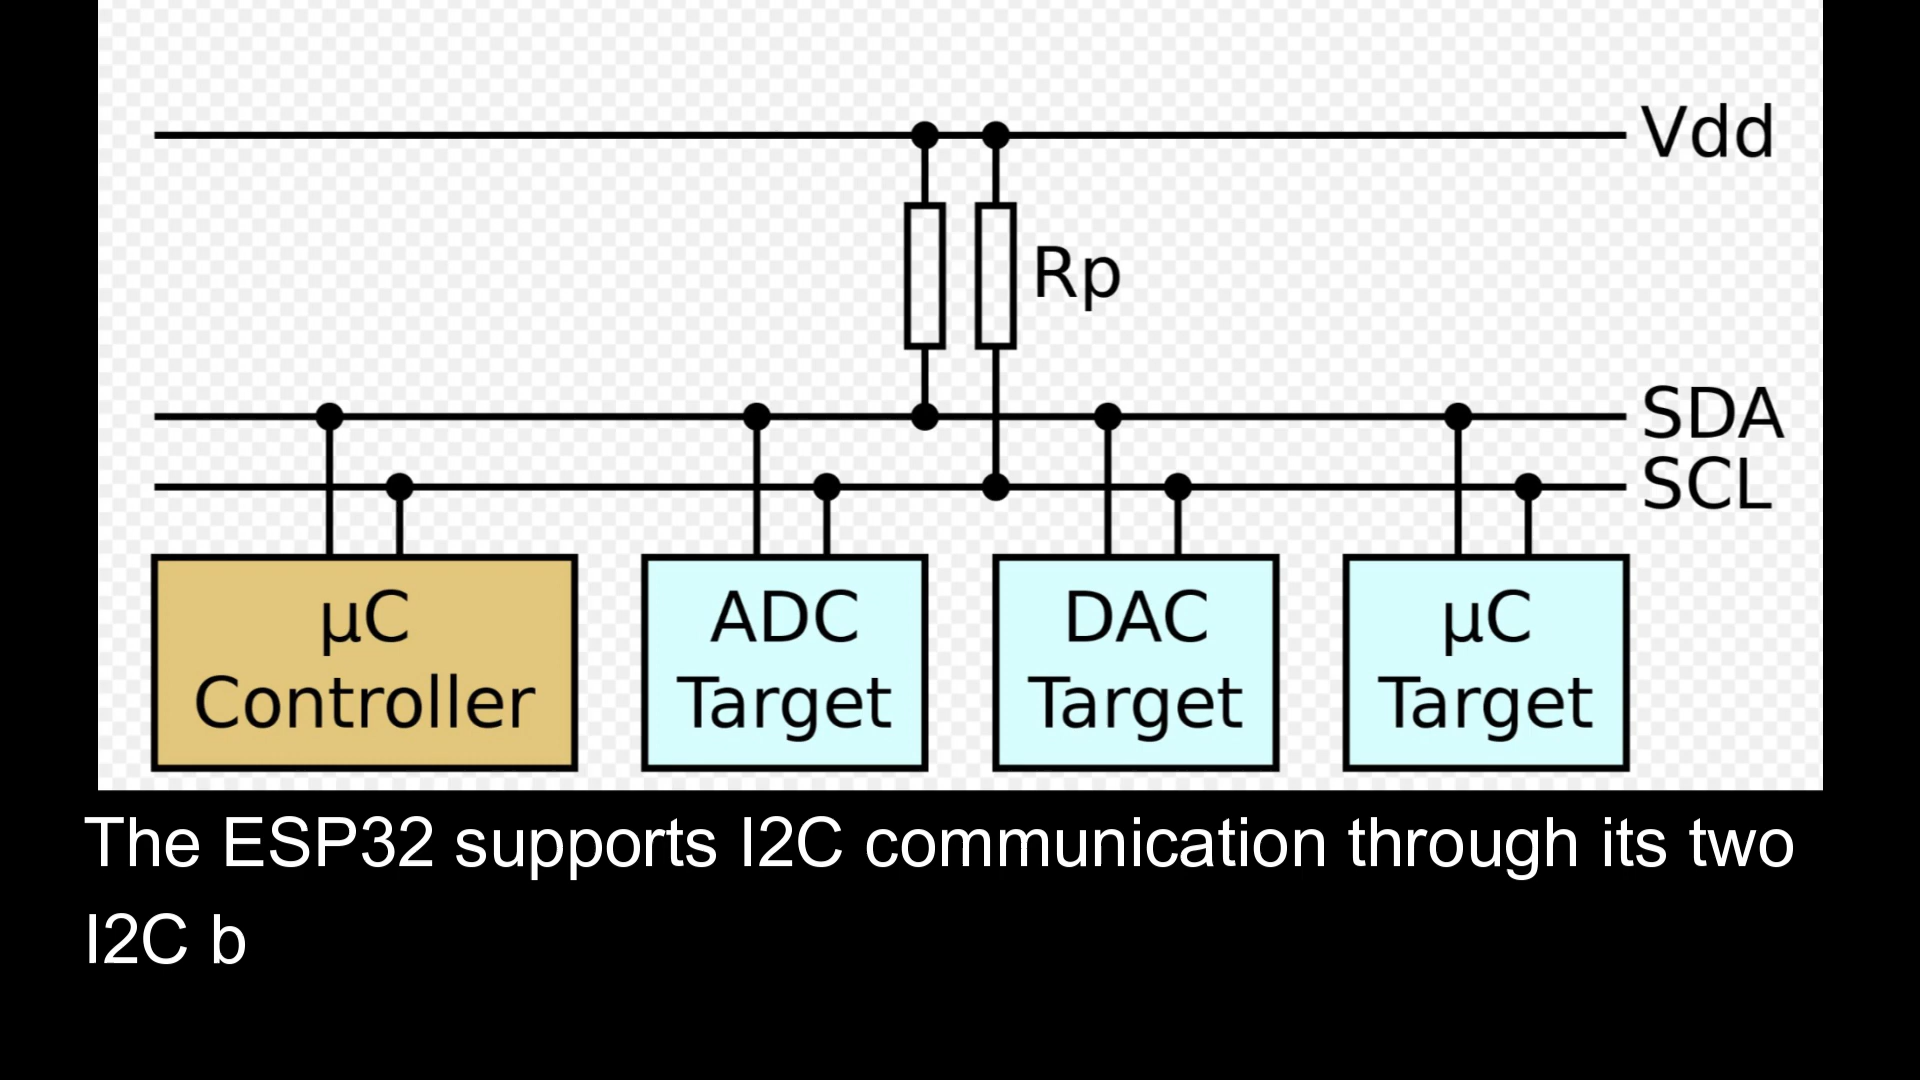 Vdd
Rp
SDA
SCL
µC
Controller
ADC
Target
DAC
Target
µC
Target
The ESP32 supports I2C communication through its two
I2C b